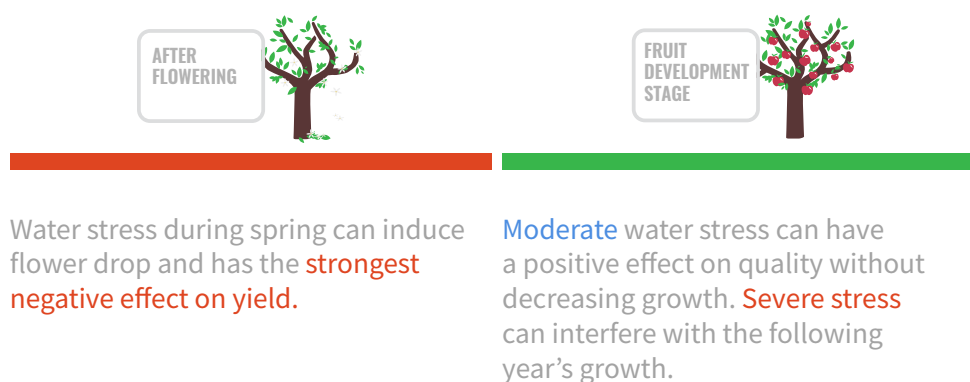 AFTER
FLOWERING
FRUIT
DEVELOPMENT
STAGE
Water stress during spring can induce
flower drop and has the strongest
negative effect on yield.
Moderate water stress can have
a positive effect on quality without
decreasing growth. Severe stress
can interfere with the following
year's growth.